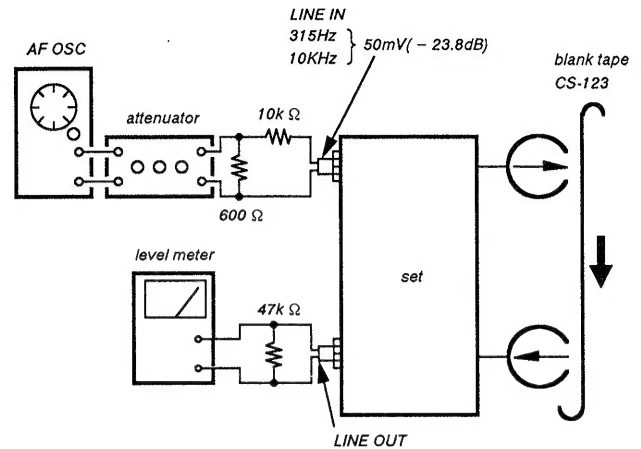 LINE IN
315Hz
10KHz
50mV( − 23.8dB)
AF OSC
blank tape
CS-123
attenuator
10k Ω
600 Ω
level meter
set
47k Ω
LINE OUT